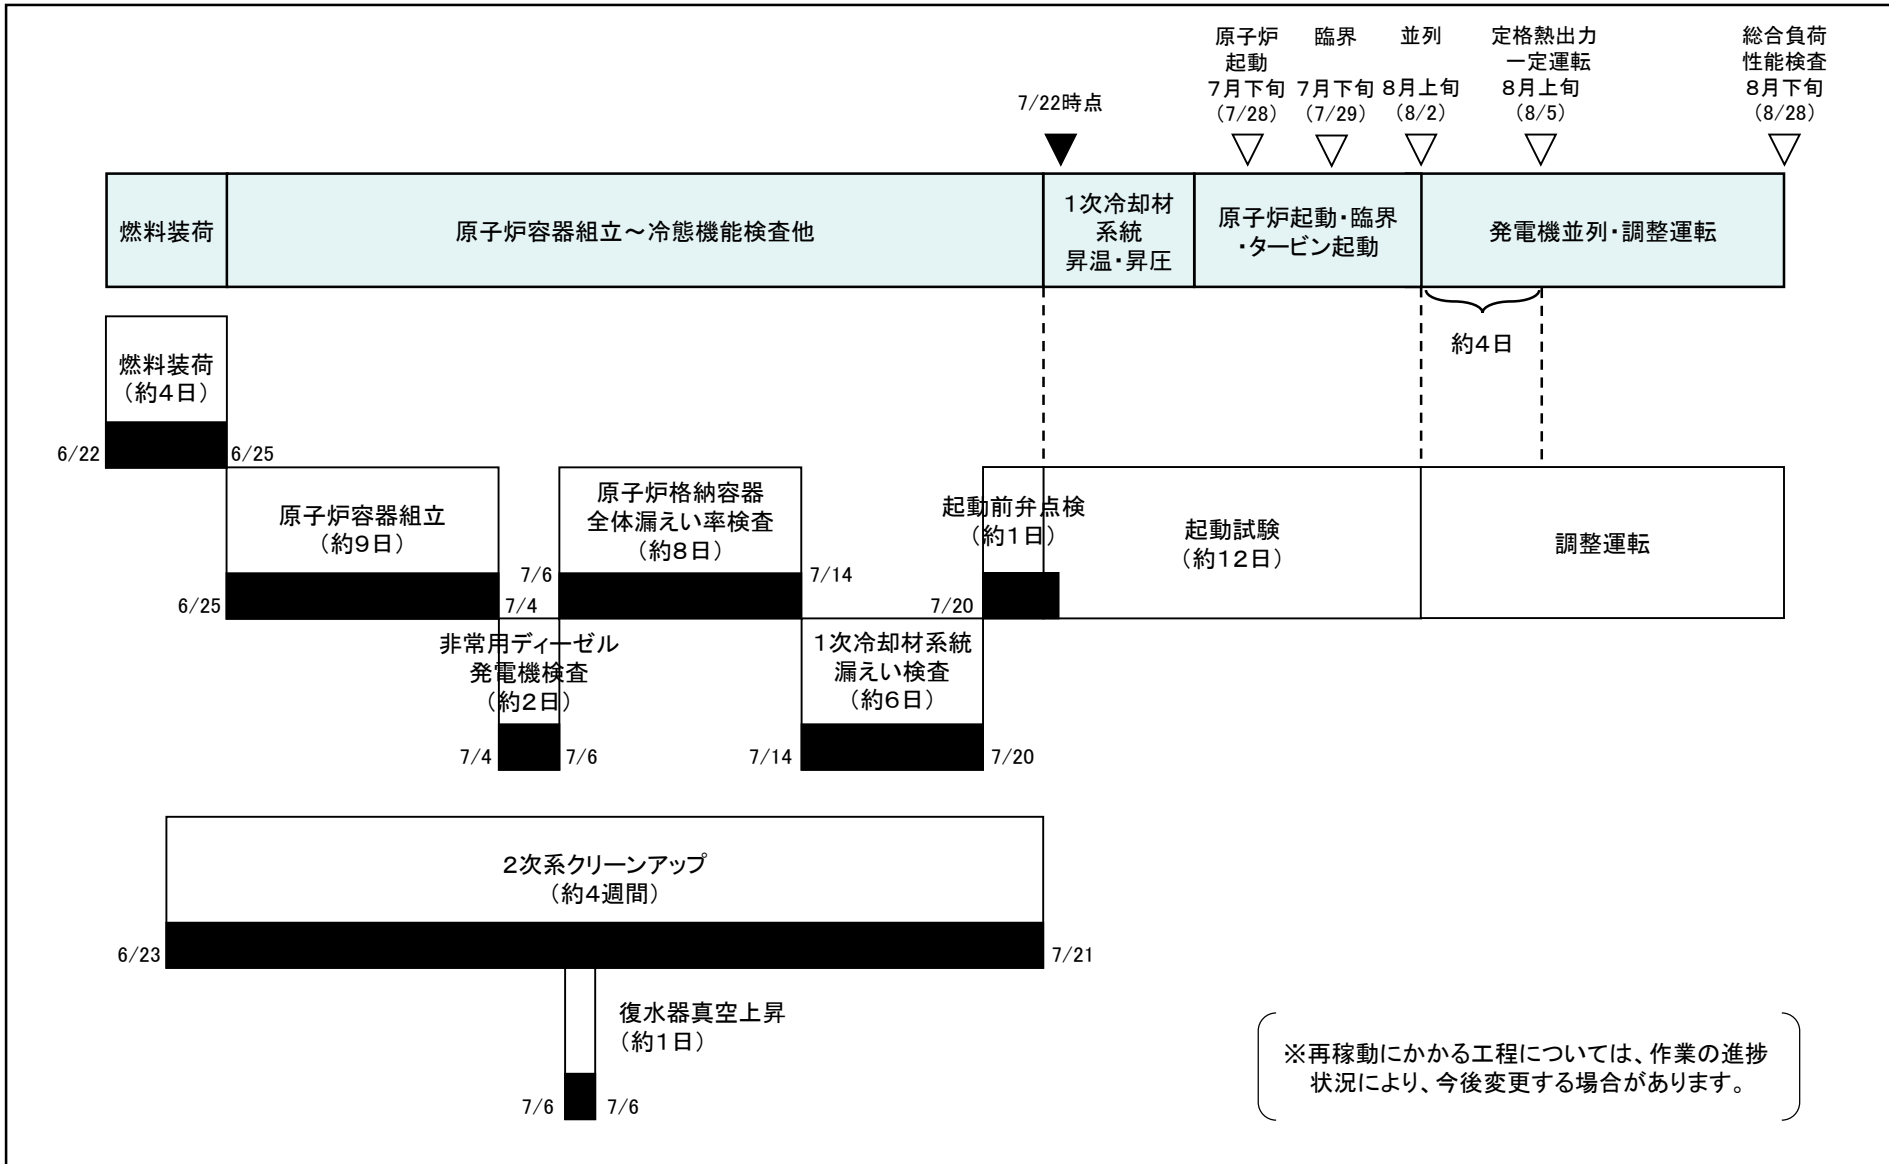 原子炉
起動
７月下旬
（7/28）
臨界
７月下旬
（7/29）
並列
８月上旬
（8/2）
定格熱出力
一定運転
８月上旬
（8/5）
総合負荷
性能検査
８月下旬
（8/28）
7/22時点
燃料装荷
原子炉容器組立～冷態機能検査他
１次冷却材
系統
昇温・昇圧
原子炉起動・臨界
・タービン起動
発電機並列・調整運転
約４日
燃料装荷
（約４日）
6/22
6/25
原子炉容器組立
（約９日）
6/25
7/4
原子炉格納容器
全体漏えい率検査
（約８日）
7/6
7/14
起動前弁点検
（約１日）
7/20
起動試験
（約１２日）
調整運転
非常用ディーゼル
発電機検査
（約２日）
7/4
7/6
１次冷却材系統
漏えい検査
（約６日）
7/14
7/20
２次系クリーンアップ
（約４週間）
6/23
7/21
復水器真空上昇
（約１日）
7/6
7/6
※再稼動にかかる工程については、作業の進捗
状況により、今後変更する場合があります。